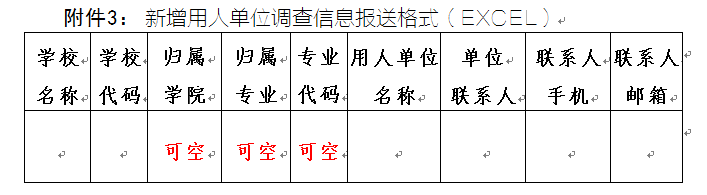 附件3： 新增用人单位调查信息报送格式（EXCEL）
学校名称 学校代码 归属学院 归属专业 专业代码 用人单位名称 单位联系人 联系人手机 联系人邮箱
可空 可空 可空